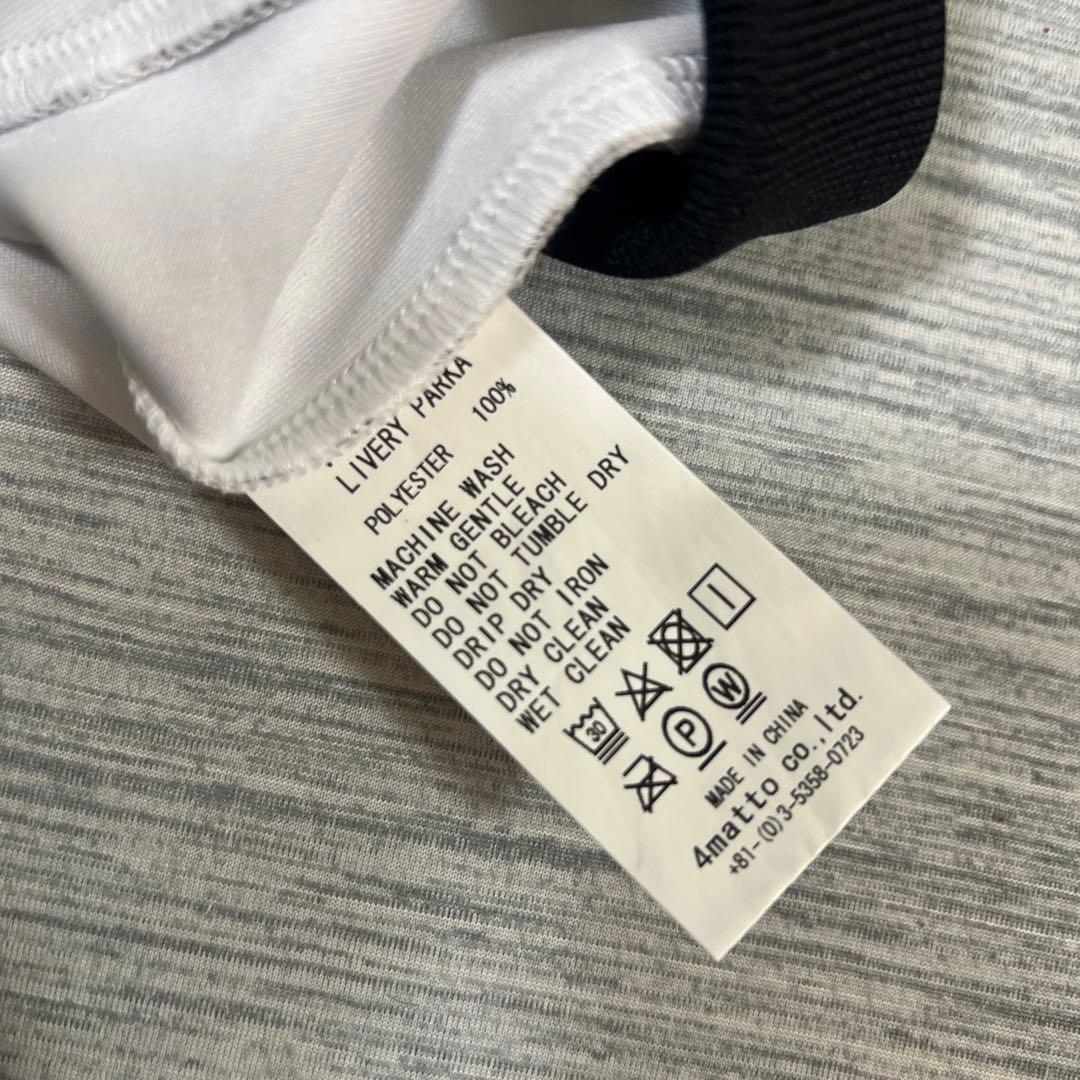 LIVERY PARKA
POLYESTER 100%
MACHINE WASH
WARM GENTLE
DO NOT BLEACH
DO NOT TUMBLE DRY
DRIP DRY
DO NOT IRON
DRY CLEAN
WET CLEAN
30
P W
MADE IN CHINA
4matto co.,ltd.
+81-(0)3-5358-0723